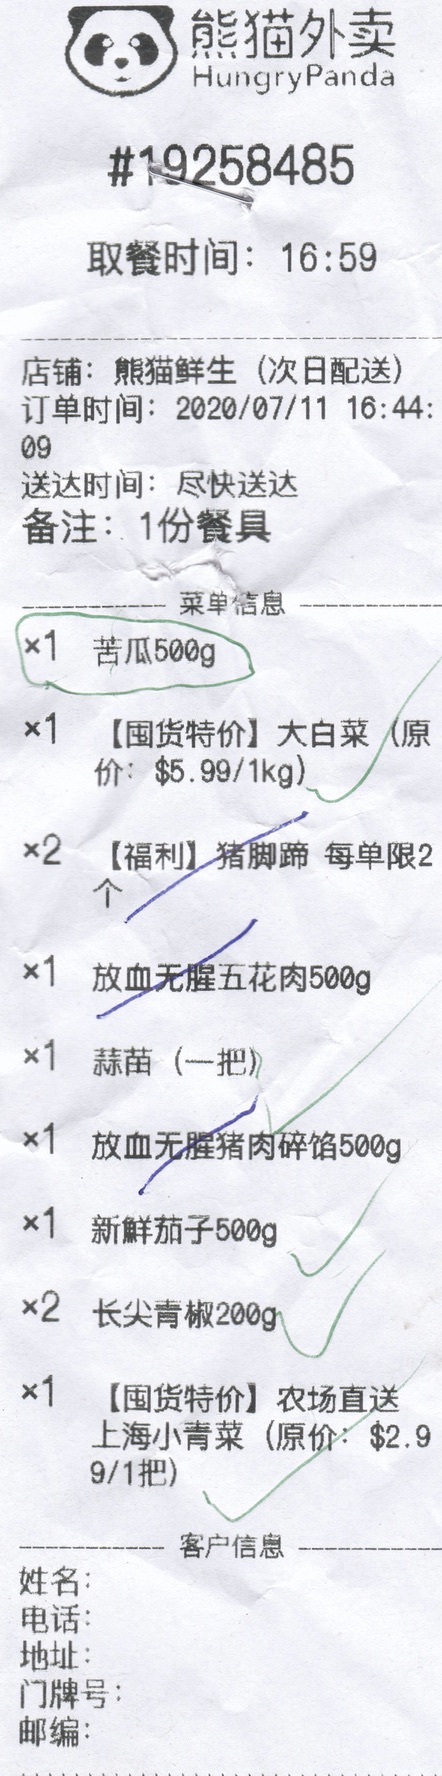 熊猫外卖
HungryPanda
#19258485
取餐时间: 16:59
店铺: 熊猫鲜生 (次日配送)
订单时间: 2020/07/11 16:44:
09
送达时间: 尽快送达
备注: 1份餐具
菜单信息
×1 苦瓜500g
×1 【囤货特价】大白菜 (原
价: $5.99/1kg)
×2 【福利】猪脚蹄 每单限2
个
×1 放血无腥五花肉500g
×1 蒜苗 (一把)
×1 放血无腥猪肉碎馅500g
×1 新鮮茄子500g
×2 长尖青椒200g
×1 【囤货特价】农场直送
上海小青菜 (原价: $2.9
9/1把)
客户信息
姓名:
电话:
地址:
门牌号:
邮编: